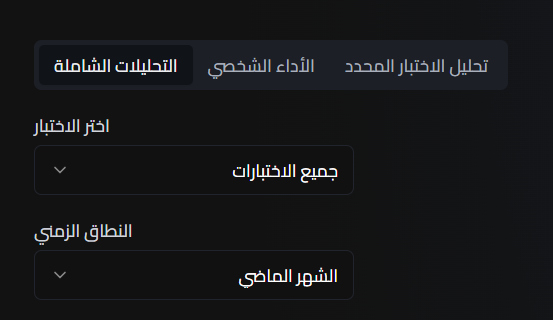 تحليل الاختبار المحدد الأداء الشخصي التحليلات الشاملة
اختر الاختبار
جميع الاختبارات
النطاق الزمني
الشهر الماضي